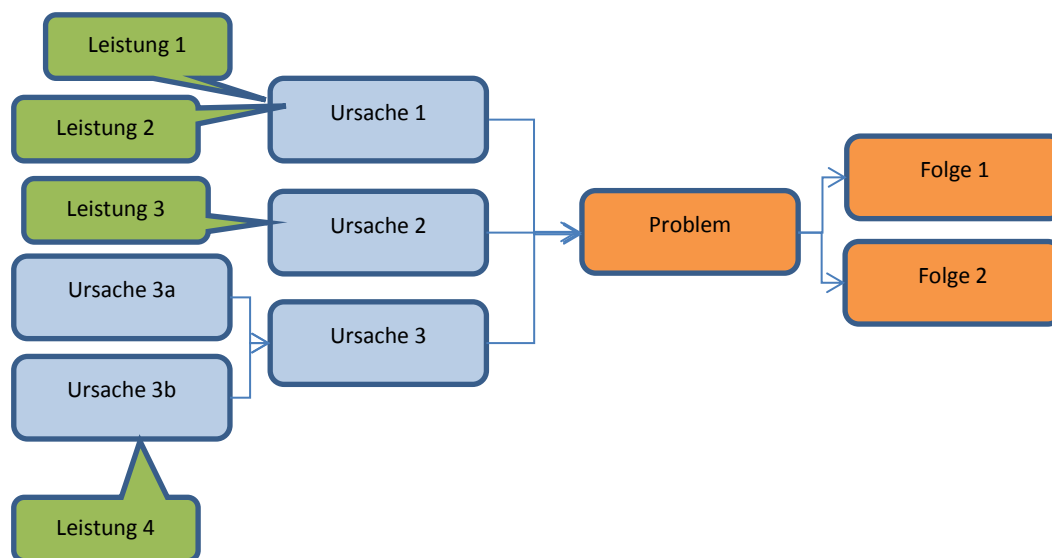 Leistung 1
Leistung 2
Ursache 1
Leistung 3
Ursache 2
Ursache 3a
Ursache 3b
Ursache 3
Leistung 4
Problem
Folge 1
Folge 2